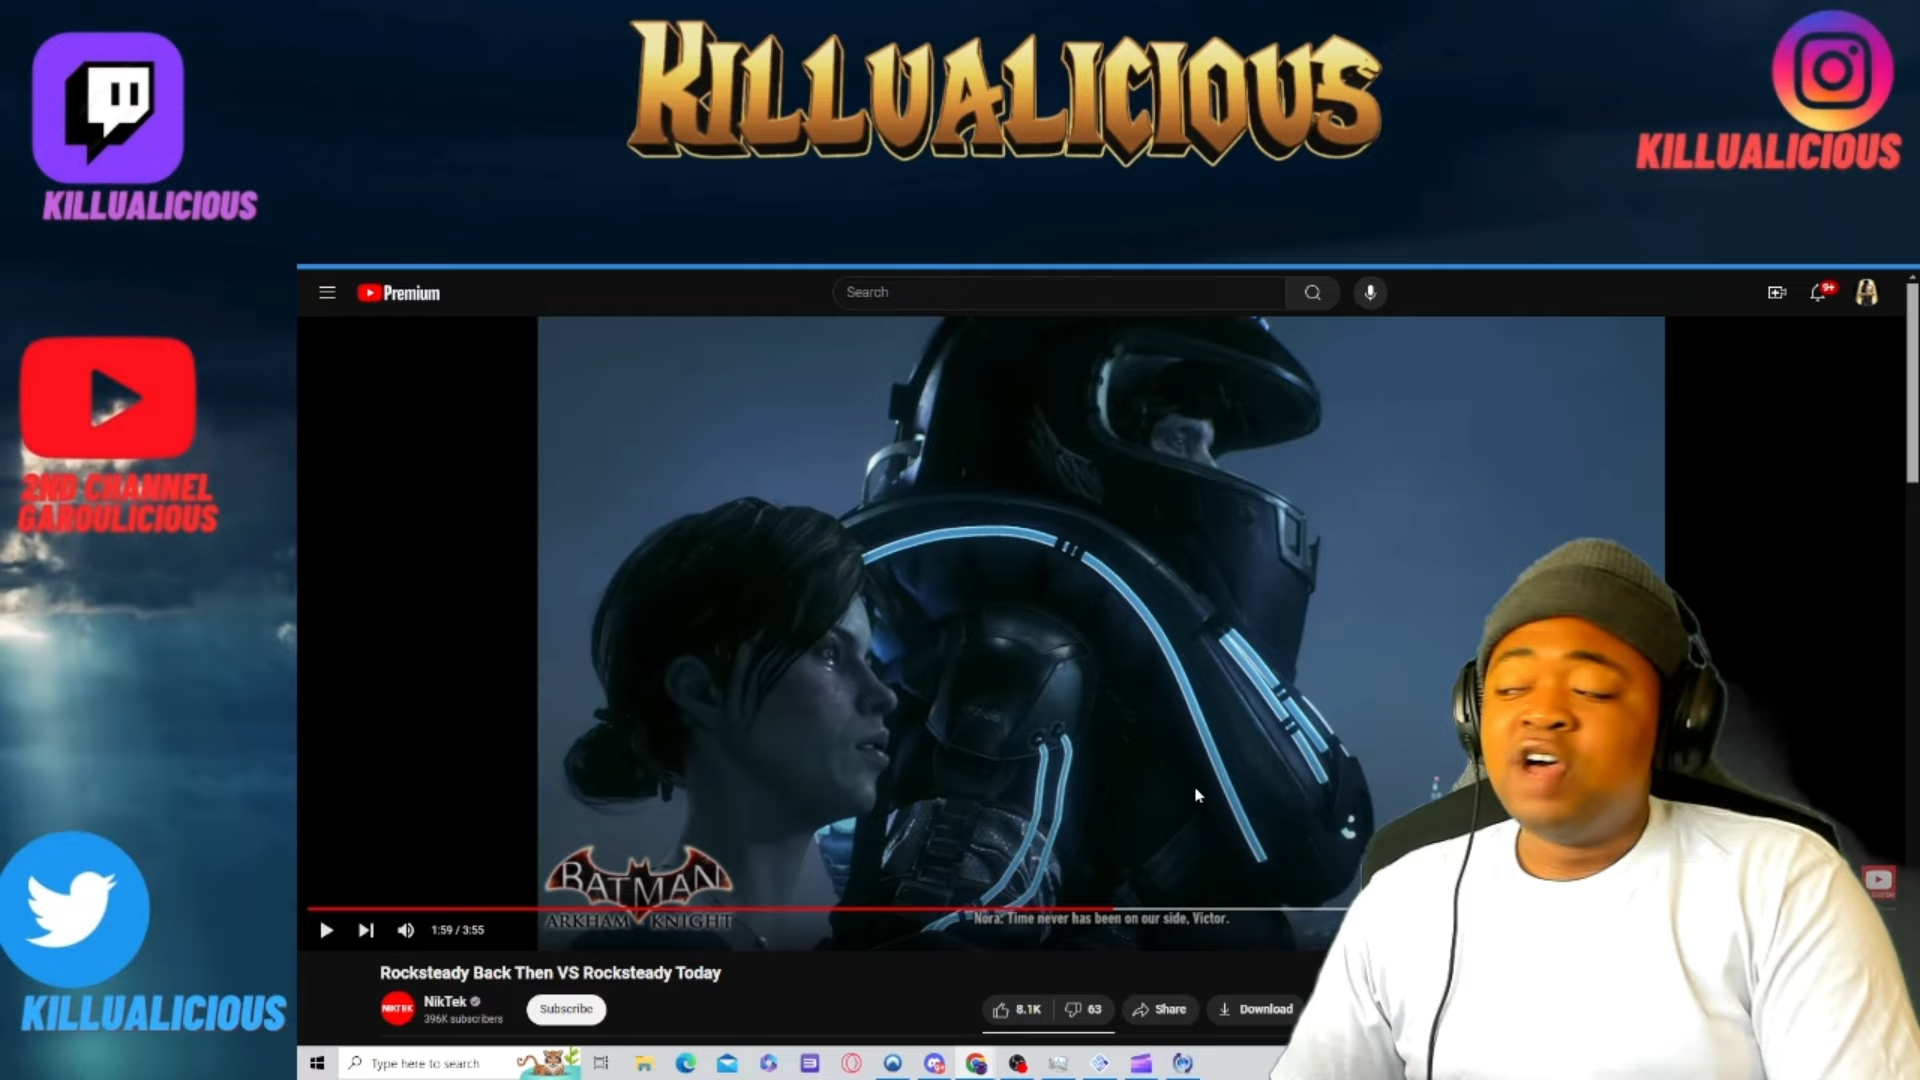 KILLUALICIOUS
KILLUALICIOUS
KILLUALICIOUS
Premium
Search
9+
2ND CHANNEL
GAROULICIOUS
BATMAN
ARKHAM KNIGHT
Nora: Time never has been on our side, Victor.
1:59 / 3:55
Rocksteady Back Then VS Rocksteady Today
NIKTEK
NikTek
396K subscribers
Subscribe
8.1K
63
Share
Download
KILLUALICIOUS
Type here to search